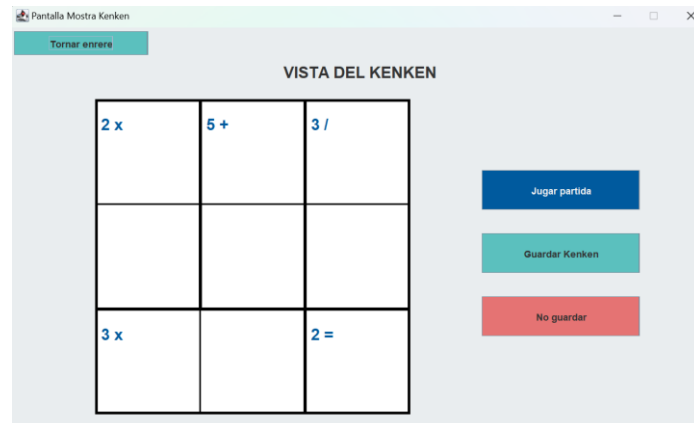 Pantalla Mostra Kenken
Tornar enrere
VISTA DEL KENKEN
2 x 5 + 3 /
Jugar partida
Guardar Kenken
No guardar
3 x 2 =